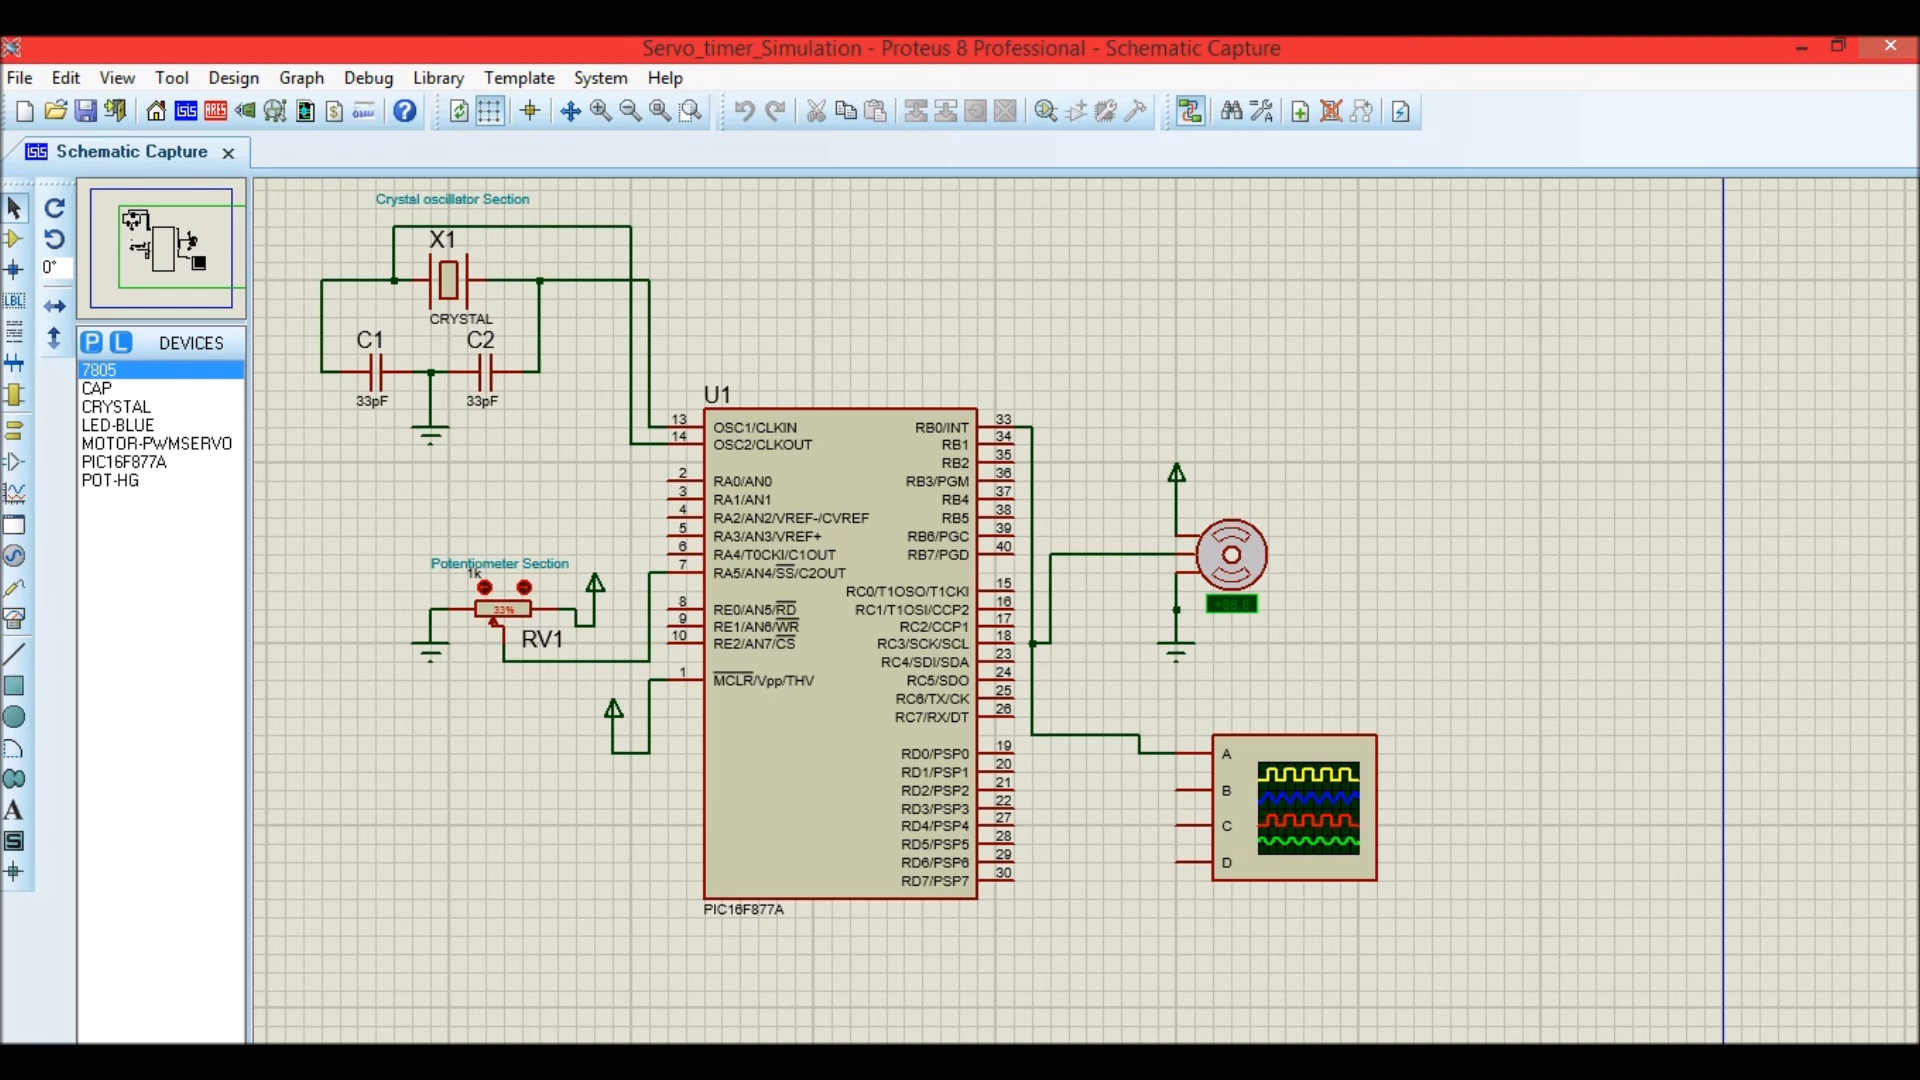 Servo_timer_Simulation - Proteus 8 Professional - Schematic Capture
File Edit View Tool Design Graph Debug Library Template System Help
Schematic Capture
0°
P L DEVICES
7805
CAP
CRYSTAL
LED-BLUE
MOTOR-PWMSERVO
PIC16F877A
POT-HG
LBL
A
S
Crystal oscillator Section
X1
CRYSTAL
C1
33pF
C2
33pF
U1
13 OSC1/CLKIN
14 OSC2/CLKOUT
2 RA0/AN0
3 RA1/AN1
4 RA2/AN2/VREF-/CVREF
5 RA3/AN3/VREF+
6 RA4/T0CKI/C1OUT
7 RA5/AN4/SS/C2OUT
8 RE0/AN5/RD
9 RE1/AN6/WR
10 RE2/AN7/CS
1 MCLR/Vpp/THV
RB0/INT 33
RB1 34
RB2 35
RB3/PGM 36
RB4 37
RB5 38
RB6/PGC 39
RB7/PGD 40
RC0/T1OSO/T1CKI 15
RC1/T1OSI/CCP2 16
RC2/CCP1 17
RC3/SCK/SCL 18
RC4/SDI/SDA 23
RC5/SDO 24
RC6/TX/CK 25
RC7/RX/DT 26
RD0/PSP0 19
RD1/PSP1 20
RD2/PSP2 21
RD3/PSP3 22
RD4/PSP4 27
RD5/PSP5 28
RD6/PSP6 29
RD7/PSP7 30
PIC16F877A
Potentiometer Section
1k
33%
RV1
A
B
C
D